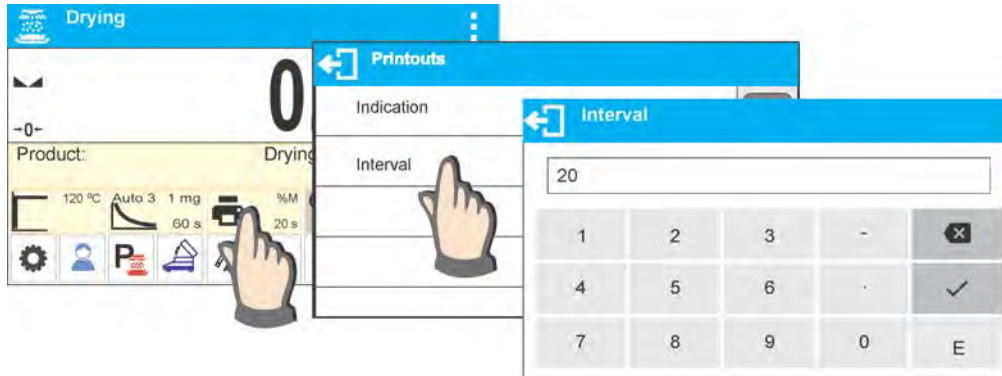 Drying
0
→0←
Product: Drying
120 ºC Auto 3 1 mg %M
60 s 20 s
P
Printouts
Indication
Interval
Interval
20
1 2 3 -
4 5 6 .
7 8 9 0 E